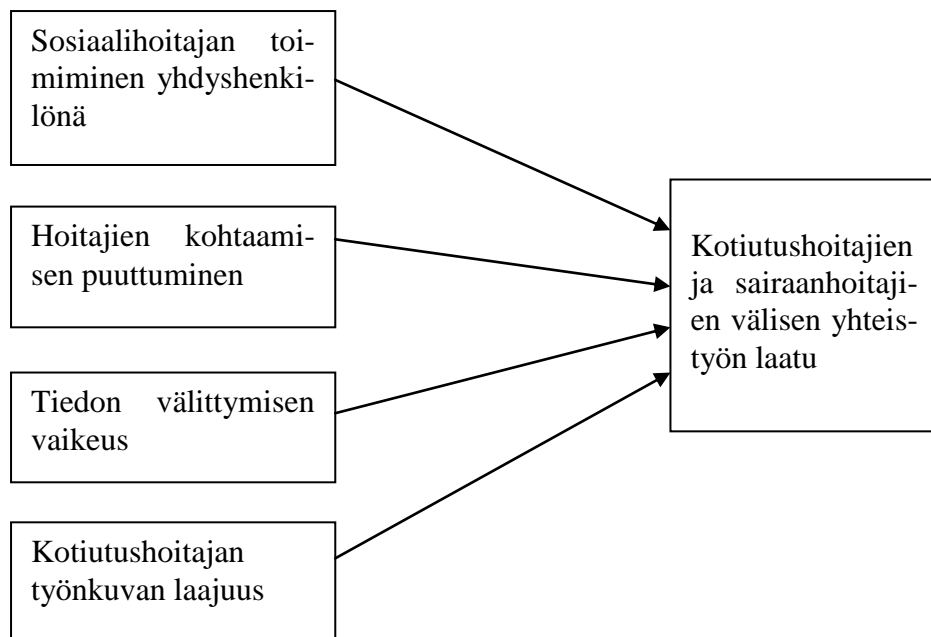 Sosiaalihoitajan toi-
miminen yhdyshenki-
lönä
Hoitajien kohtaami-
sen puuttuminen
Tiedon välittymisen
vaikeus
Kotiutushoitajan
työnkuvan laajuus
Kotiutushoitajien
ja sairaanhoitaji-
en välisen yhteis-
työn laatu